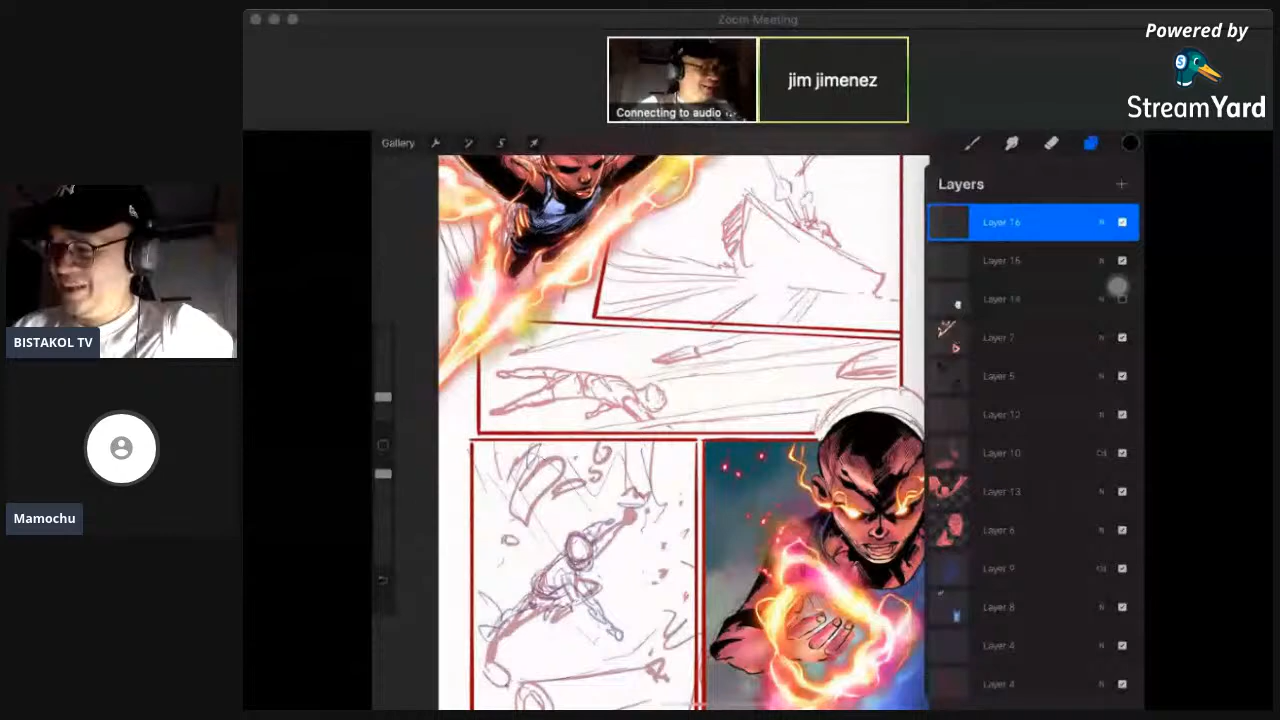 Zoom Meeting
Powered by
StreamYard
jim jimenez
Connecting to audio
Gallery
S
Layers
Layer 16
N
Layer 15
N
Layer 14
Layer 7
N
Layer 5
N
Layer 12
N
Layer 10
Layer 13
N
Layer 6
N
Layer 9
Layer 8
N
Layer 4
N
Layer 4
N
BISTAKOL TV
Mamochu